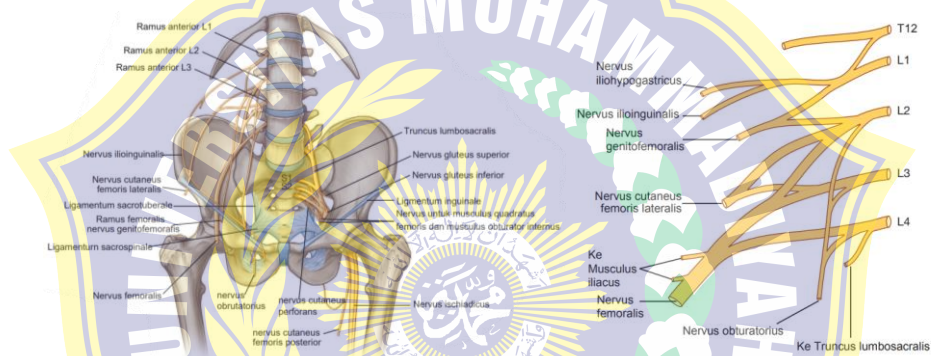 Ramus anterior L1
Ramus anterior L2
Ramus anterior L3
Nervus ilioinguinalis
Nervus cutaneus
femoris lateralis
Ligamentum sacrotuberale
Ramus femoralis
nervus genitofemoralis
Ligamentum sacrospinale
Nervus femoralis
nervus
obrutatorius
nervus cutaneus
perforans
nervus cutaneus
femoris posterior
Truncus lumbosacralis
Nervus gluteus superior
Nervus gluteus inferior
Ligmentum inguinale
Nervus untuk musculus quadratus
femoris den musculus obturator internus
Nervus ischiadicus
T12
L1
Nervus
iliohypogastricus
Nervus ilioinguinalis
L2
Nervus
genitofemoralis
L3
Nervus cutaneus
femoris lateralis
L4
Ke
Musculus
iliacus
Nervus
femoralis
Nervus obturatorius
Ke Truncus lumbosacralis
MUHAMMADIYAH